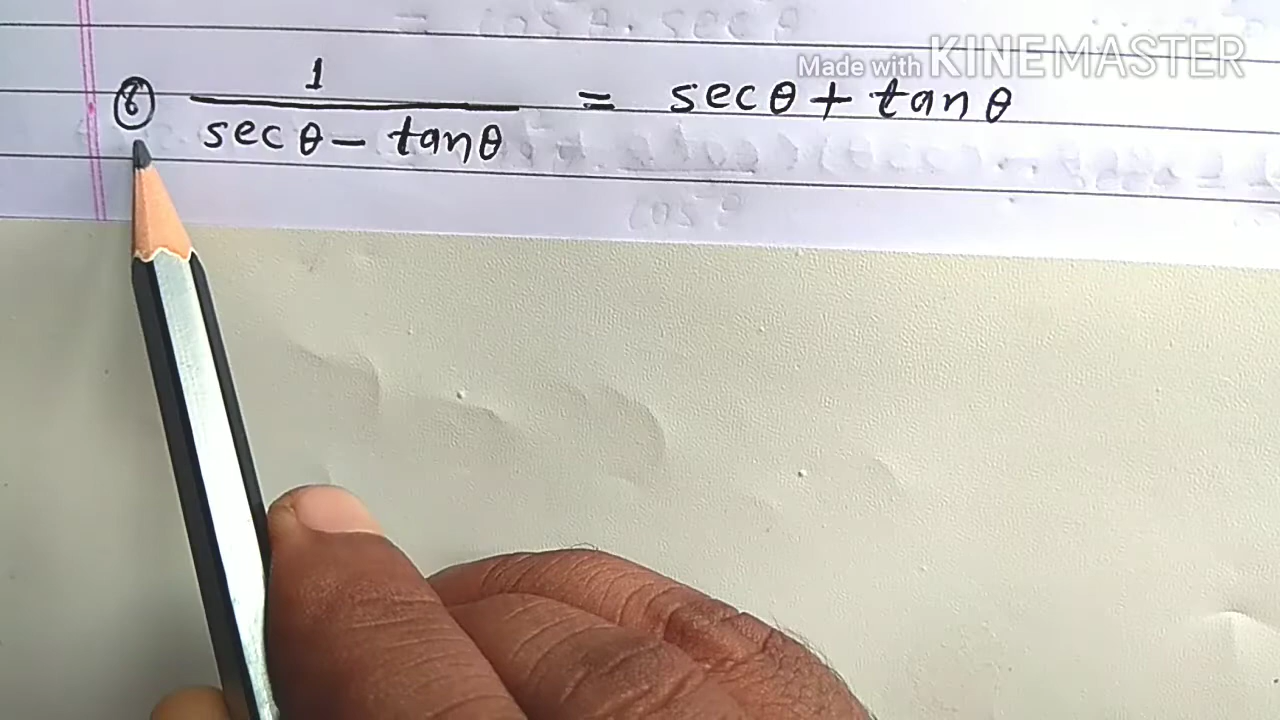 Made with KINEMASTER
⑧ 1/(secθ − tanθ) = secθ + tanθ